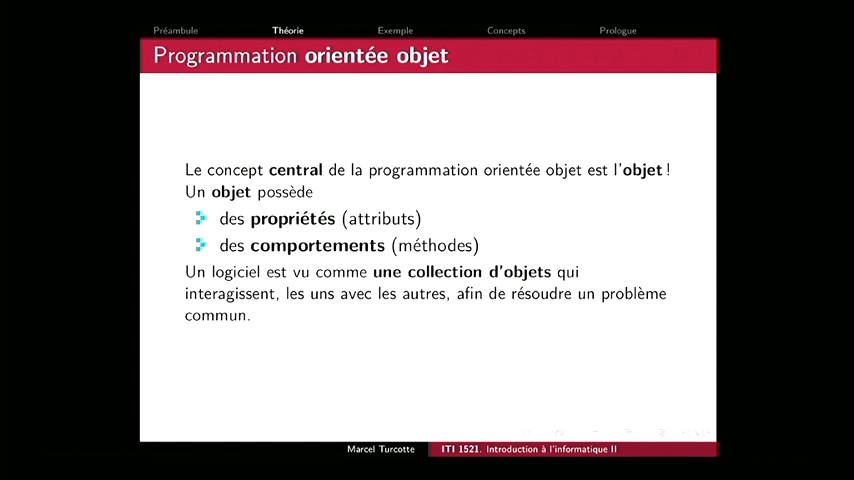 Préambule Théorie Exemple Concepts Prologue
Programmation orientée objet
Le concept central de la programmation orientée objet est l'objet !
Un objet possède
des propriétés (attributs)
des comportements (méthodes)
Un logiciel est vu comme une collection d'objets qui
interagissent, les uns avec les autres, afin de résoudre un problème
commun.
Marcel Turcotte ITI 1521. Introduction à l'informatique II